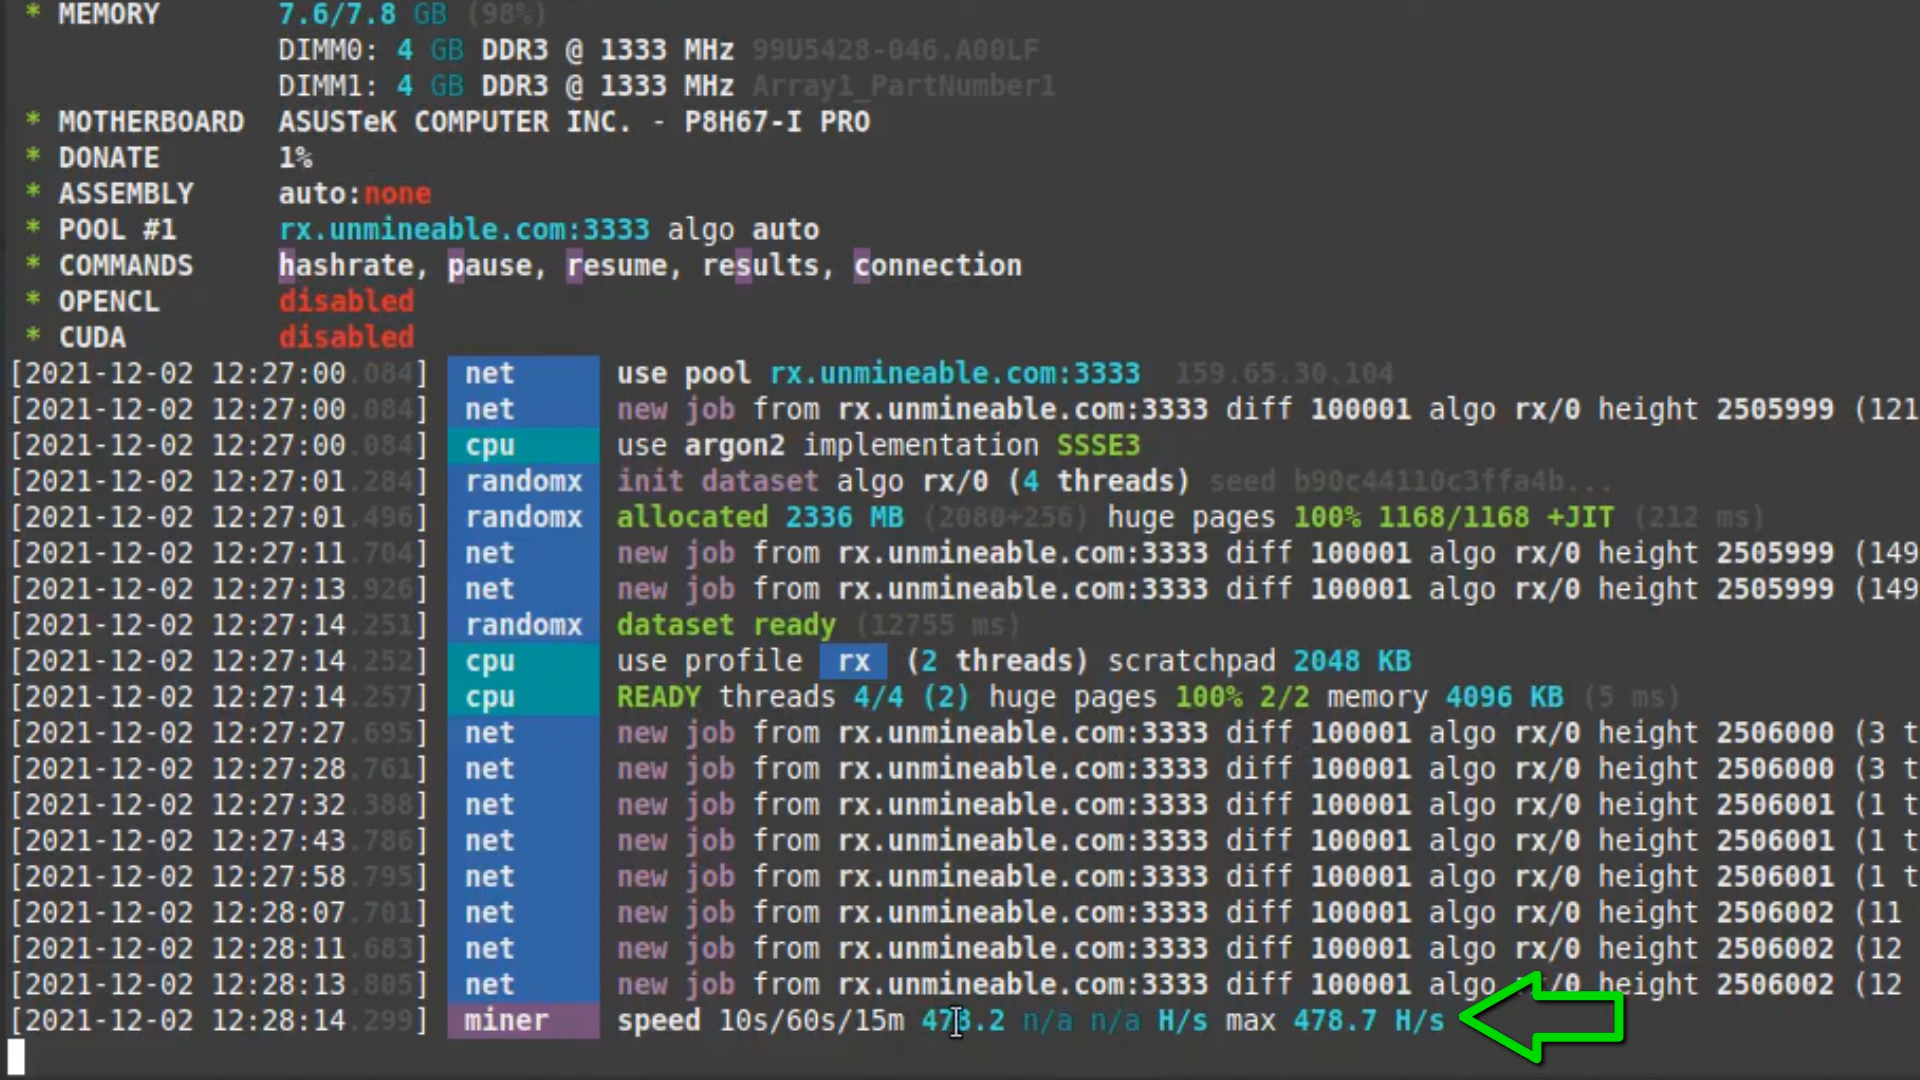 * MEMORY 7.6/7.8 GB (98%)
DIMM0: 4 GB DDR3 @ 1333 MHz 99U5428-046.A00LF
DIMM1: 4 GB DDR3 @ 1333 MHz Array1_PartNumber1
* MOTHERBOARD ASUSTeK COMPUTER INC. - P8H67-I PRO
* DONATE 1%
* ASSEMBLY auto:none
* POOL #1 rx.unmineable.com:3333 algo auto
* COMMANDS hashrate, pause, resume, results, connection
* OPENCL disabled
* CUDA disabled
[2021-12-02 12:27:00.084] net use pool rx.unmineable.com:3333 159.65.30.104
[2021-12-02 12:27:00.084] net new job from rx.unmineable.com:3333 diff 100001 algo rx/0 height 2505999 (121
[2021-12-02 12:27:00.084] cpu use argon2 implementation SSSE3
[2021-12-02 12:27:01.284] randomx init dataset algo rx/0 (4 threads) seed b90c44110c3ffa4b...
[2021-12-02 12:27:01.496] randomx allocated 2336 MB (2080+256) huge pages 100% 1168/1168 +JIT (212 ms)
[2021-12-02 12:27:11.704] net new job from rx.unmineable.com:3333 diff 100001 algo rx/0 height 2505999 (149
[2021-12-02 12:27:13.926] net new job from rx.unmineable.com:3333 diff 100001 algo rx/0 height 2505999 (149
[2021-12-02 12:27:14.251] randomx dataset ready (12755 ms)
[2021-12-02 12:27:14.252] cpu use profile rx (2 threads) scratchpad 2048 KB
[2021-12-02 12:27:14.257] cpu READY threads 4/4 (2) huge pages 100% 2/2 memory 4096 KB (5 ms)
[2021-12-02 12:27:27.695] net new job from rx.unmineable.com:3333 diff 100001 algo rx/0 height 2506000 (3 t
[2021-12-02 12:27:28.761] net new job from rx.unmineable.com:3333 diff 100001 algo rx/0 height 2506000 (3 t
[2021-12-02 12:27:32.388] net new job from rx.unmineable.com:3333 diff 100001 algo rx/0 height 2506001 (1 t
[2021-12-02 12:27:43.786] net new job from rx.unmineable.com:3333 diff 100001 algo rx/0 height 2506001 (1 t
[2021-12-02 12:27:58.795] net new job from rx.unmineable.com:3333 diff 100001 algo rx/0 height 2506001 (1 t
[2021-12-02 12:28:07.701] net new job from rx.unmineable.com:3333 diff 100001 algo rx/0 height 2506002 (11
[2021-12-02 12:28:11.683] net new job from rx.unmineable.com:3333 diff 100001 algo rx/0 height 2506002 (12
[2021-12-02 12:28:13.805] net new job from rx.unmineable.com:3333 diff 100001 algo rx/0 height 2506002 (12
[2021-12-02 12:28:14.299] miner speed 10s/60s/15m 478.2 n/a n/a H/s max 478.7 H/s